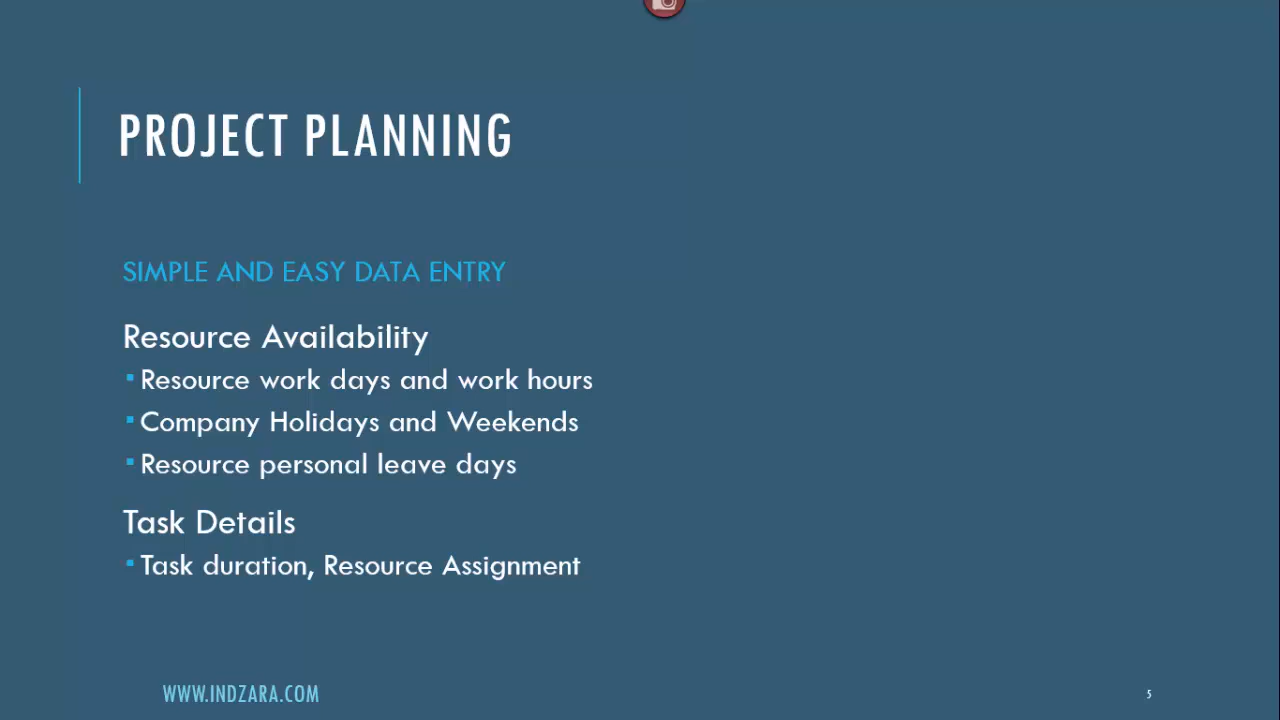 PROJECT PLANNING
SIMPLE AND EASY DATA ENTRY
Resource Availability
▪ Resource work days and work hours
▪ Company Holidays and Weekends
▪ Resource personal leave days
Task Details
▪ Task duration, Resource Assignment
WWW.INDZARA.COM
5